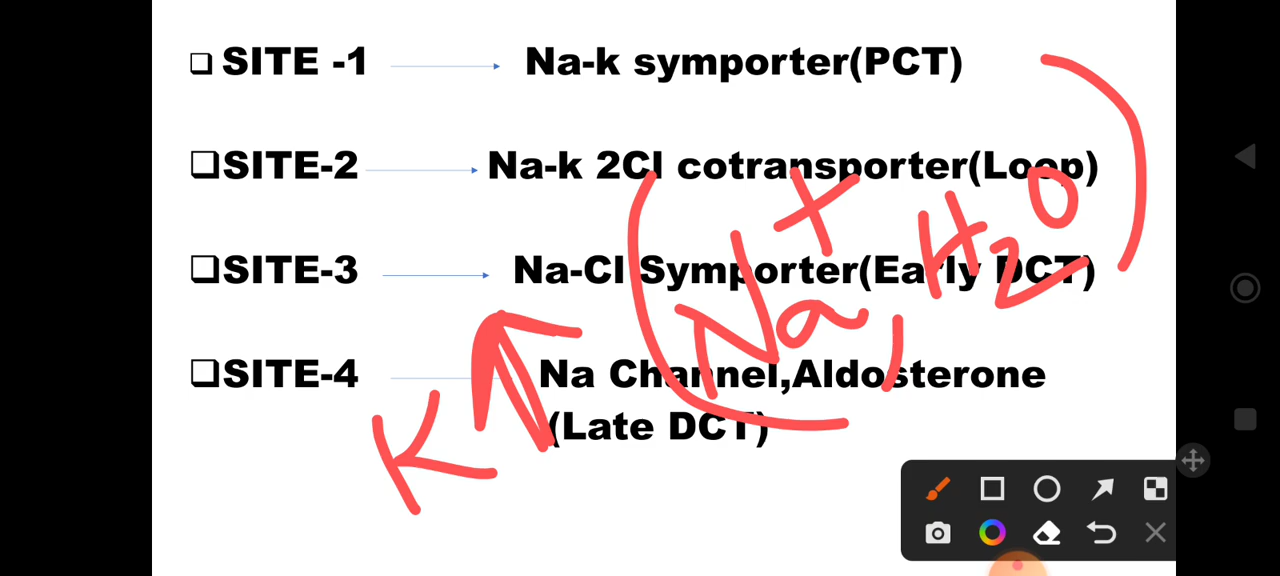 SITE -1 Na-k symporter(PCT)
SITE-2 Na-k 2Cl cotransporter(Loop)
SITE-3 Na-Cl Symporter(Early DCT)
SITE-4 Na Channel,Aldosterone
(Late DCT)
(Na+, H2O)
K↑